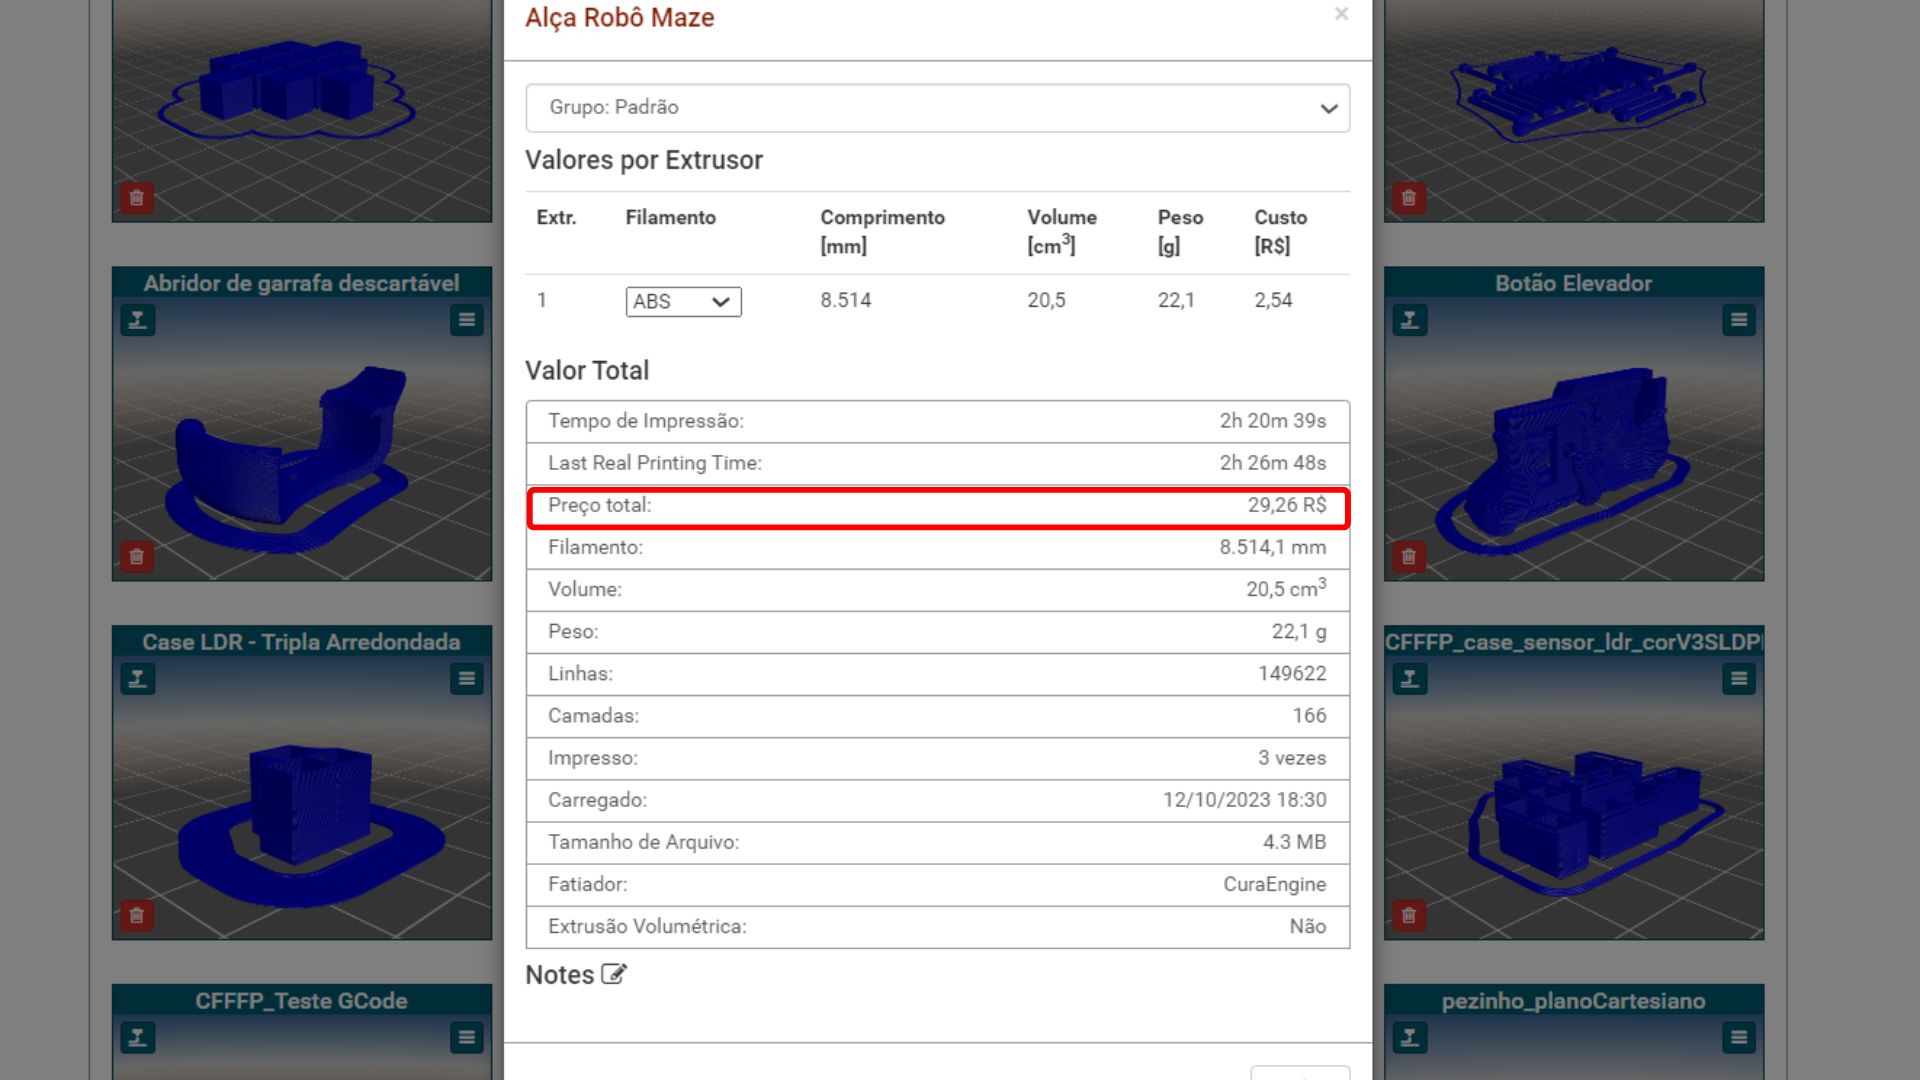 Alça Robô Maze
×
Grupo: Padrão
Valores por Extrusor
Extr. Filamento Comprimento [mm] Volume [cm³] Peso [g] Custo [R$]
1 ABS 8.514 20,5 22,1 2,54
Valor Total
Tempo de Impressão: 2h 20m 39s
Last Real Printing Time: 2h 26m 48s
Preço total: 29,26 R$
Filamento: 8.514,1 mm
Volume: 20,5 cm³
Peso: 22,1 g
Linhas: 149622
Camadas: 166
Impresso: 3 vezes
Carregado: 12/10/2023 18:30
Tamanho de Arquivo: 4.3 MB
Fatiador: CuraEngine
Extrusão Volumétrica: Não
Notes
Abridor de garrafa descartável
Botão Elevador
Case LDR - Tripla Arredondada
CFFFP_case_sensor_ldr_corV3SLDP
CFFFP_Teste GCode
pezinho_planoCartesiano